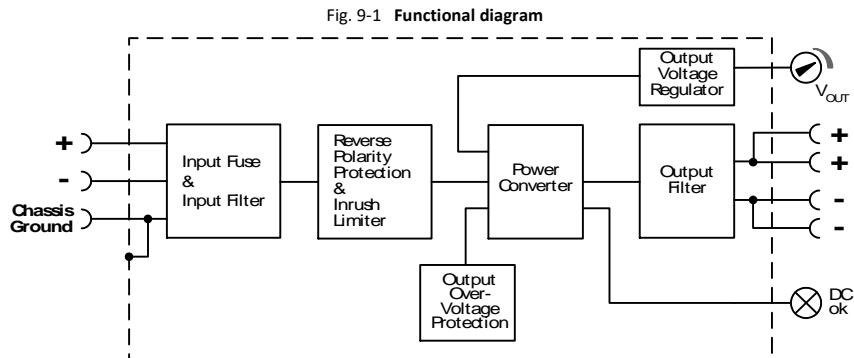 Fig. 9-1 Functional diagram
Output
Voltage
Regulator
V OUT
+
-
Chassis
Ground
Input Fuse
&
Input Filter
Reverse
Polarity
Protection
&
Inrush
Limiter
Power
Converter
Output
Filter
+
+
-
-
Output
Over-
Voltage
Protection
DC
ok